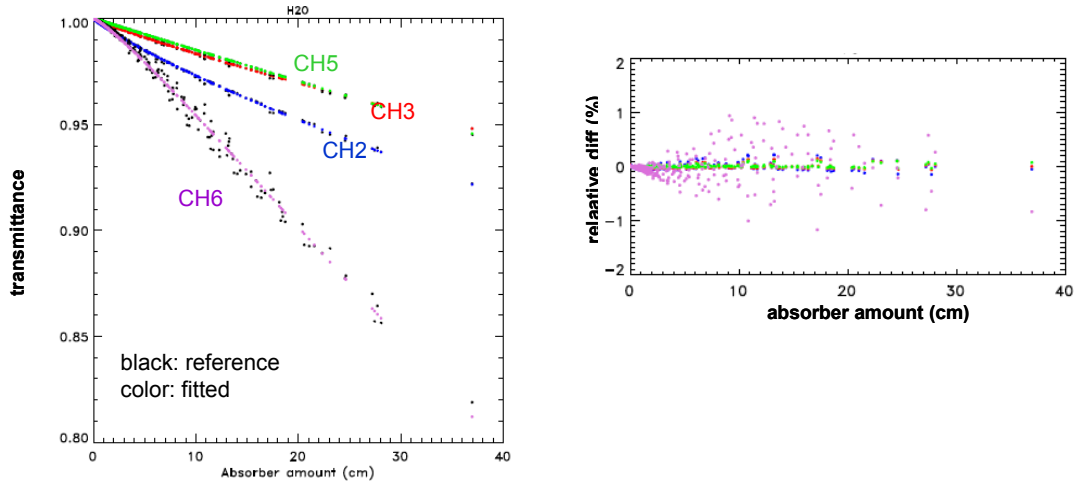 H2O
1.00
0.95
0.90
0.85
0.80
transmittance
CH5
CH3
CH2
CH6
black: reference
color: fitted
0 10 20 30 40
Absorber amount (cm)
2
1
0
−1
−2
relaative diff (%)
0 10 20 30 40
absorber amount (cm)